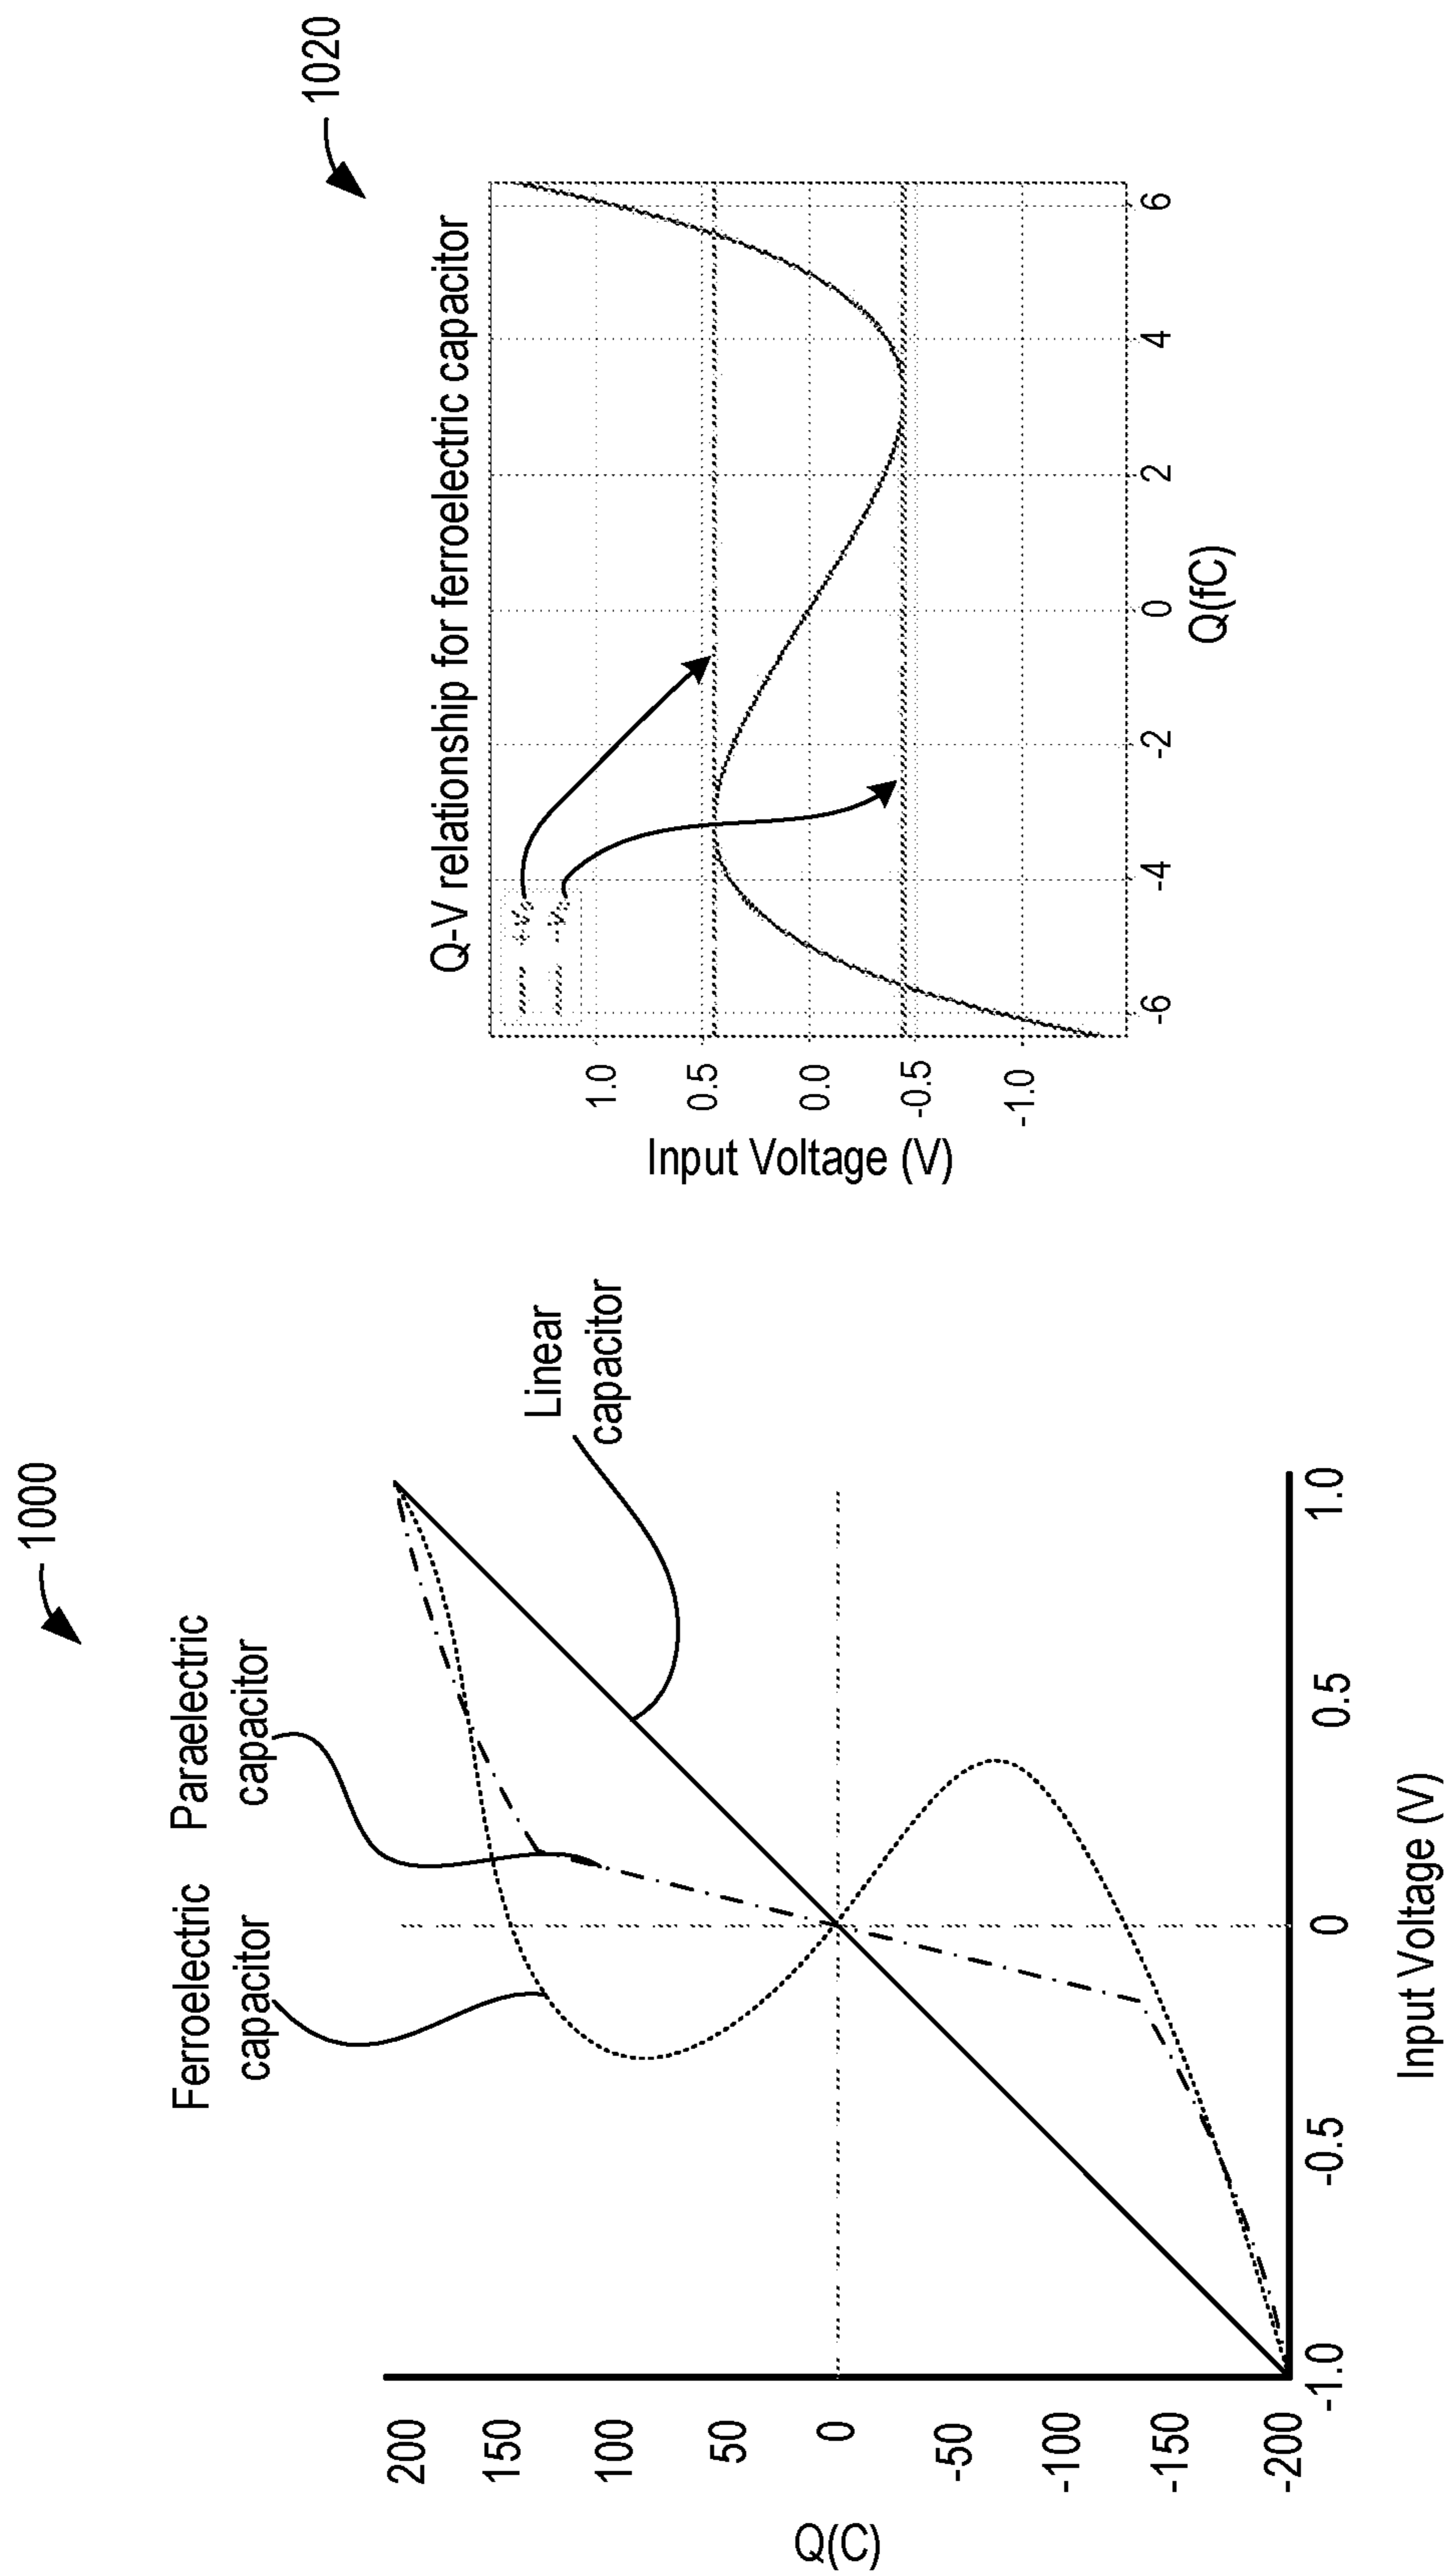 1000
Ferroelectric
capacitor
Paraelectric
capacitor
Linear
capacitor
Q(C)
200
150
100
50
0
-50
-100
-150
-200
-1.0
-0.5
0
0.5
1.0
Input Voltage (V)
1020
Q-V relationship for ferroelectric capacitor
Input Voltage (V)
1.0
0.5
0.0
-0.5
-1.0
-6
-4
-2
0
2
4
6
Q(fC)